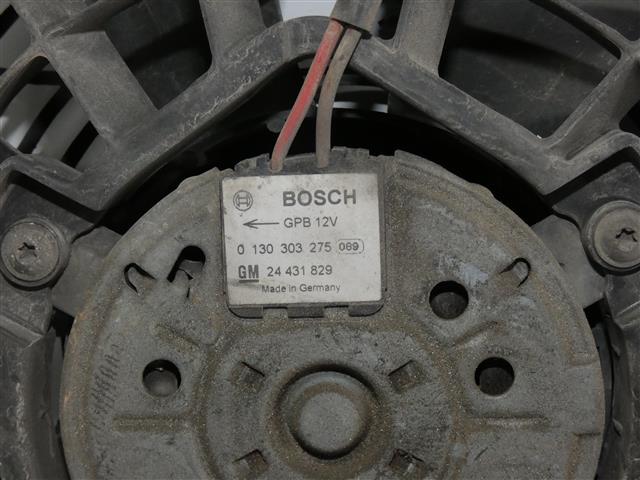 BOSCH
← GPB 12V
0 130 303 275 069
GM 24 431 829
Made in Germany